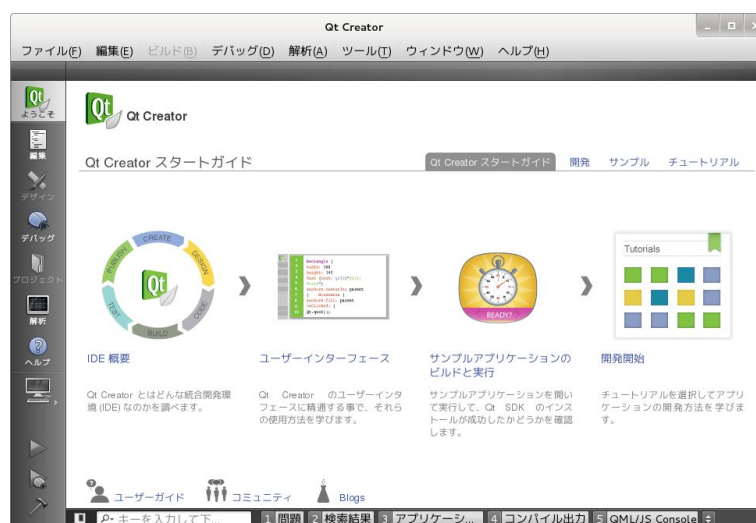 Qt Creator
ファイル(F) 編集(E) ビルド(B) デバッグ(D) 解析(A) ツール(T) ウィンドウ(W) ヘルプ(H)
Qt
ようこそ
編集
デザイン
デバッグ
プロジェクト
解析
ヘルプ
Qt Qt Creator
Qt Creator スタートガイド
Qt Creator スタートガイド 開発 サンプル チュートリアル
CREATE
DESIGN
CODE
BUILD
TEST
PUBLISH
Qt
READY?
Tutorials
IDE 概要
Qt Creator とはどんな統合開発環
境 (IDE) なのかを調べます。
ユーザーインターフェース
Qt Creator のユーザーインタ
フェースに精通する事で、それら
の使用方法を学びます。
サンプルアプリケーションの
ビルドと実行
サンプルアプリケーションを開い
て実行して、Qt SDK のインス
トールが成功したかどうかを確認
します。
開発開始
チュートリアルを選択してアプリ
ケーションの開発方法を学びま
す。
ユーザーガイド コミュニティ Blogs
キーを入力して下... 1 問題 2 検索結果 3 アプリケーシ... 4 コンパイル出力 5 QML/JS Console